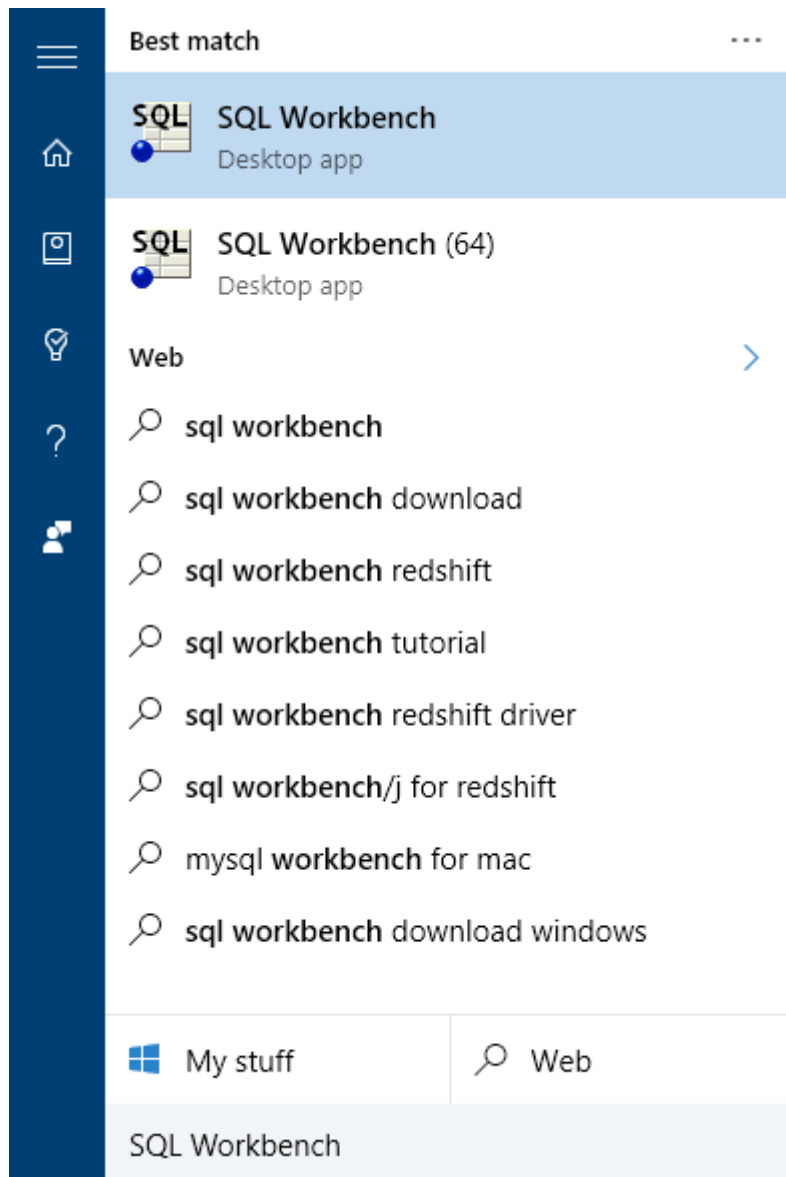 Best match
SQL
SQL Workbench
Desktop app
SQL
SQL Workbench (64)
Desktop app
Web
sql workbench
sql workbench download
sql workbench redshift
sql workbench tutorial
sql workbench redshift driver
sql workbench/j for redshift
mysql workbench for mac
sql workbench download windows
My stuff
Web
SQL Workbench